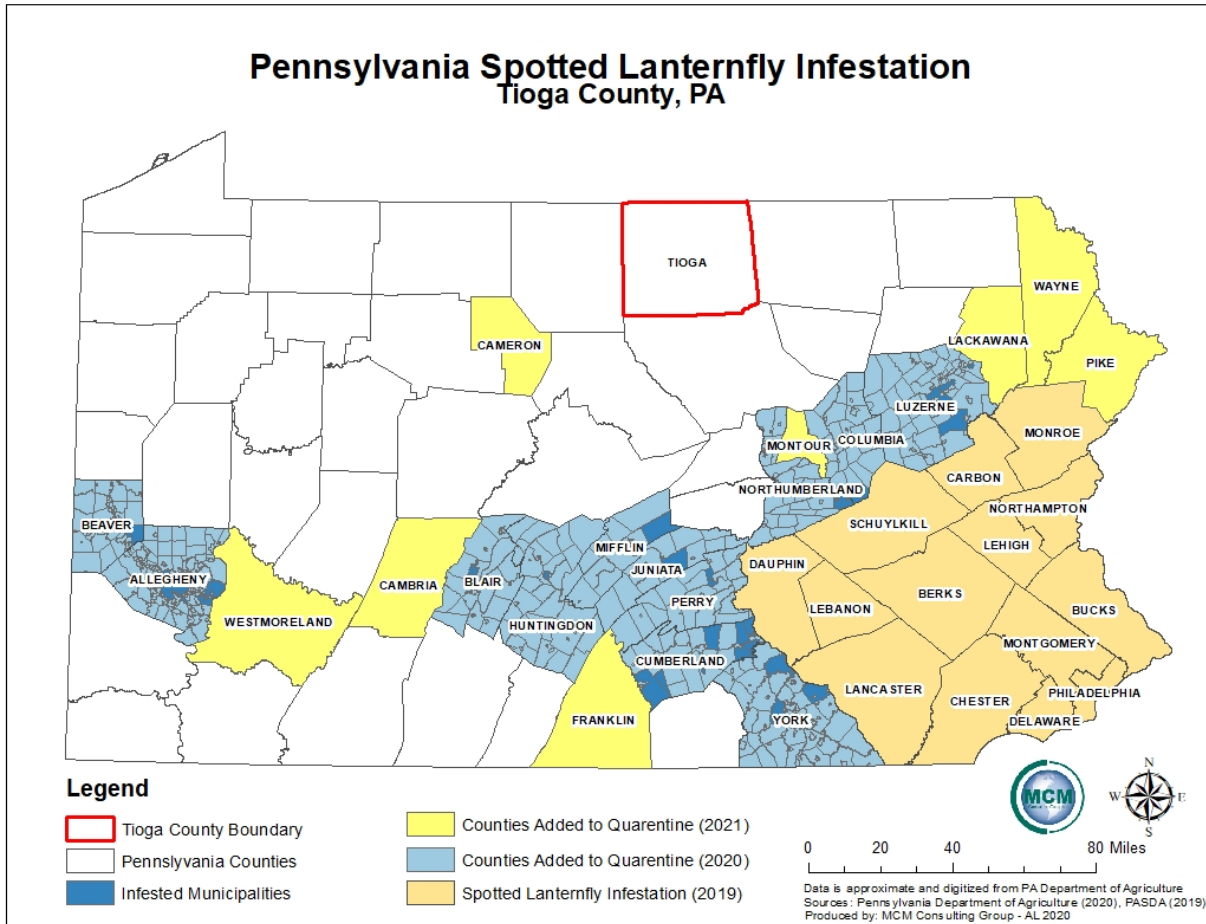 Pennsylvania Spotted Lanternfly Infestation
Tioga County, PA
TIOGA
WAYNE
LACKAWANA
PIKE
CAMERON
LUZERNE
MONTOUR
COLUMBIA
MONROE
CARBON
NORTHUMBERLAND
NORTHAMPTON
SCHUYLKILL
BEAVER
LEHIGH
MIFFLIN
DAUPHIN
ALLEGHENY
CAMBRIA
BLAIR
JUNIATA
BERKS
PERRY
LEBANON
BUCKS
WESTMORELAND
HUNTINGDON
MONTGOMERY
CUMBERLAND
LANCASTER
PHILADELPHIA
CHESTER
FRANKLIN
YORK
DELAWARE
Legend
Tioga County Boundary
Pennslyvania Counties
Infested Municipalities
Counties Added to Quarentine (2021)
Counties Added to Quarentine (2020)
Spotted Lanternfly Infestation (2019)
MCM
N
W E
S
0 20 40 60 80 Miles
Data is approximate and digitized from PA Department of Agriculture
Sources: Pennsylvania Department of Agriculture (2020), PASDA (2019)
Produced by: MCM Consulting Group - AL 2020